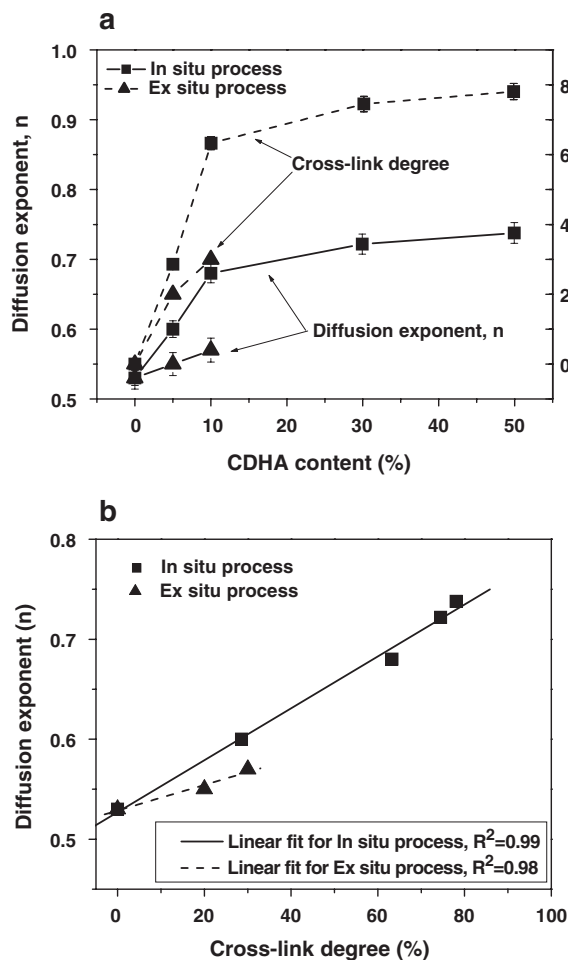 a
1.0
0.9
0.8
0.7
0.6
0.5
Diffusion exponent, n
In situ process
Ex situ process
Cross-link degree
Diffusion exponent, n
8
6
4
2
0
0 10 20 30 40 50
CDHA content (%)
b
0.8
0.7
0.6
0.5
Diffusion exponent (n)
In situ process
Ex situ process
Linear fit for In situ process, R²=0.99
Linear fit for Ex situ process, R²=0.98
0 20 40 60 80 100
Cross-link degree (%)